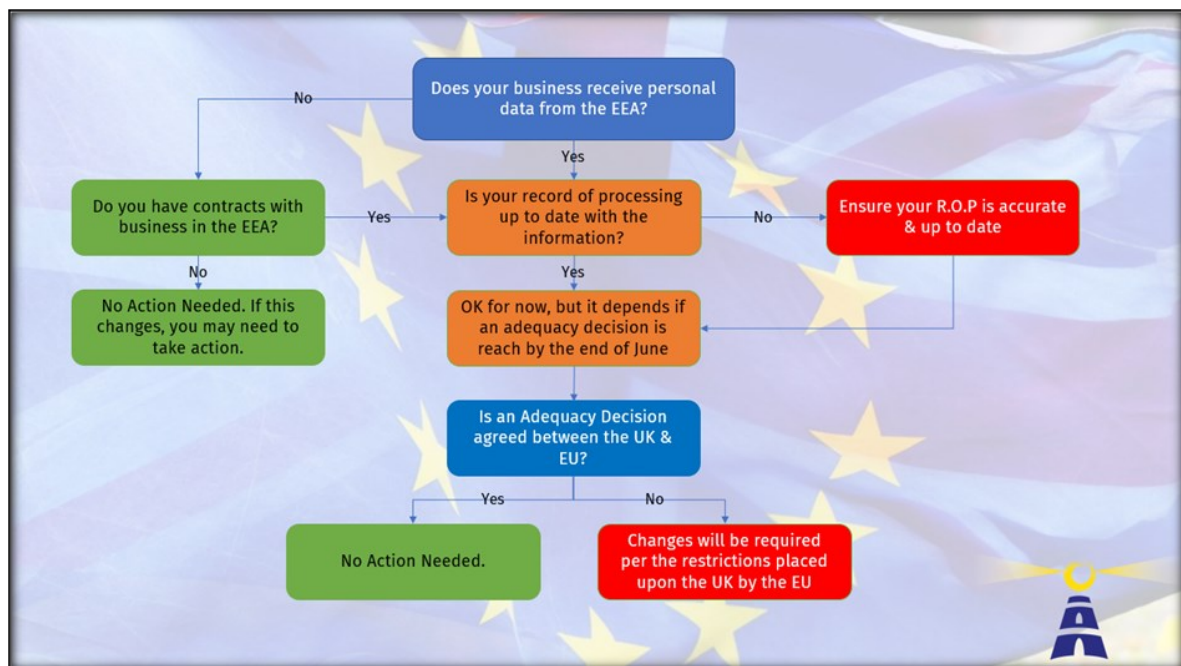 Does your business receive personal
data from the EEA?
No
Yes
Do you have contracts with
business in the EEA?
Yes
Is your record of processing
up to date with the
information?
No
Ensure your R.O.P is accurate
& up to date
No
Yes
No Action Needed. If this
changes, you may need to
take action.
OK for now, but it depends if
an adequacy decision is
reach by the end of June
Is an Adequacy Decision
agreed between the UK &
EU?
Yes
No
No Action Needed.
Changes will be required
per the restrictions placed
upon the UK by the EU